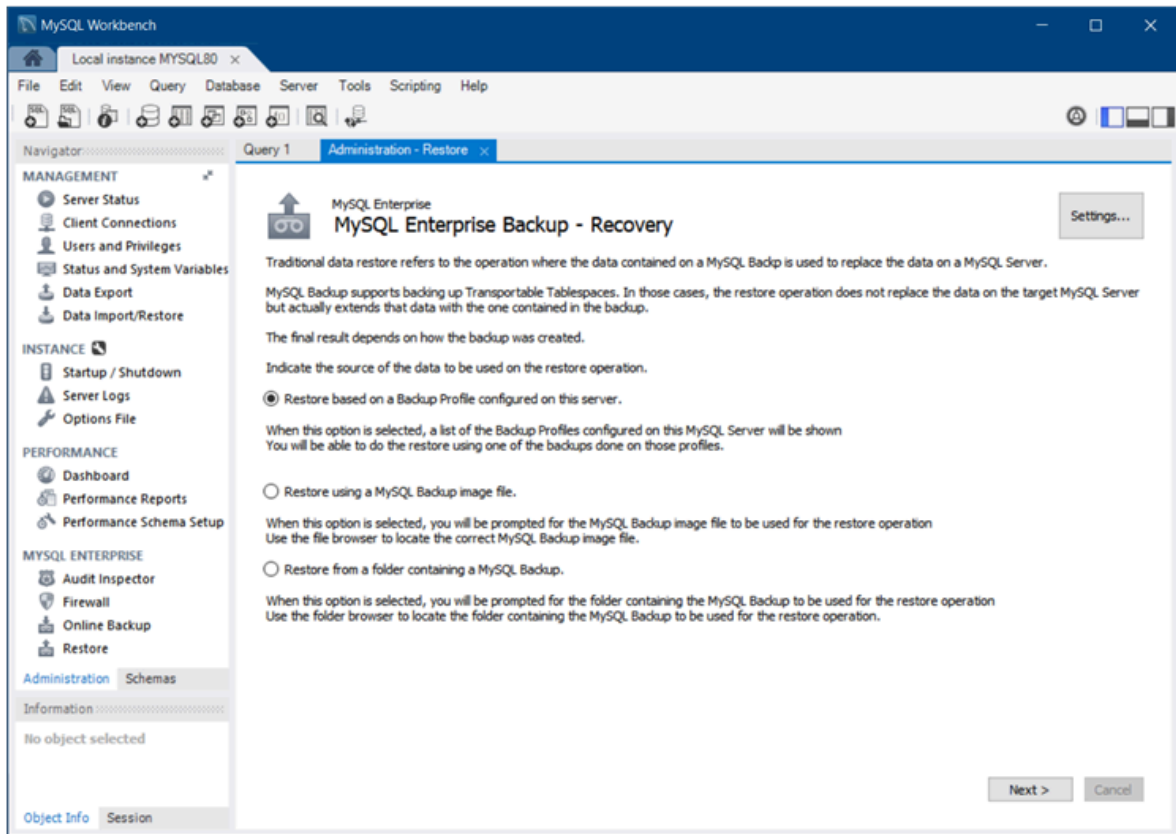 MySQL Workbench
Local instance MYSQL80
File Edit View Query Database Server Tools Scripting Help
Navigator
MANAGEMENT
Server Status
Client Connections
Users and Privileges
Status and System Variables
Data Export
Data Import/Restore
INSTANCE
Startup / Shutdown
Server Logs
Options File
PERFORMANCE
Dashboard
Performance Reports
Performance Schema Setup
MYSQL ENTERPRISE
Audit Inspector
Firewall
Online Backup
Restore
Administration Schemas
Information
No object selected
Object Info Session
Query 1 Administration - Restore
MySQL Enterprise
MySQL Enterprise Backup - Recovery
Settings...
Traditional data restore refers to the operation where the data contained on a MySQL Backp is used to replace the data on a MySQL Server.
MySQL Backup supports backing up Transportable Tablespaces. In those cases, the restore operation does not replace the data on the target MySQL Server
but actually extends that data with the one contained in the backup.
The final result depends on how the backup was created.
Indicate the source of the data to be used on the restore operation.
Restore based on a Backup Profile configured on this server.
When this option is selected, a list of the Backup Profiles configured on this MySQL Server will be shown
You will be able to do the restore using one of the backups done on those profiles.
Restore using a MySQL Backup image file.
When this option is selected, you will be prompted for the MySQL Backup image file to be used for the restore operation
Use the file browser to locate the correct MySQL Backup image file.
Restore from a folder containing a MySQL Backup.
When this option is selected, you will be prompted for the folder containing the MySQL Backup to be used for the restore operation
Use the folder browser to locate the folder containing the MySQL Backup to be used for the restore operation.
Next > Cancel